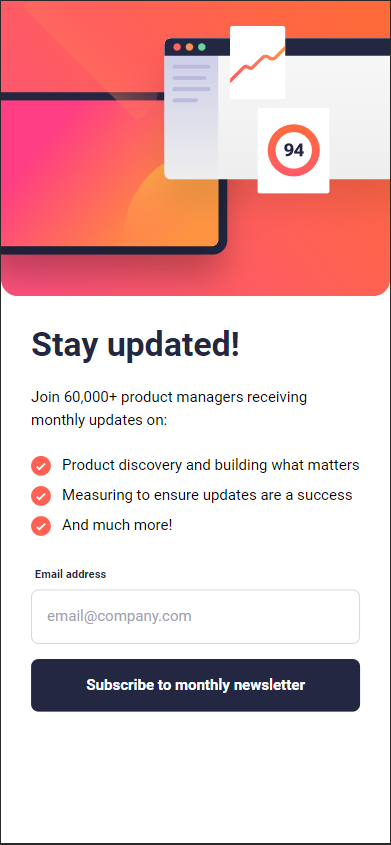 94
Stay updated!
Join 60,000+ product managers receiving
monthly updates on:
Product discovery and building what matters
Measuring to ensure updates are a success
And much more!
Email address
email@company.com
Subscribe to monthly newsletter